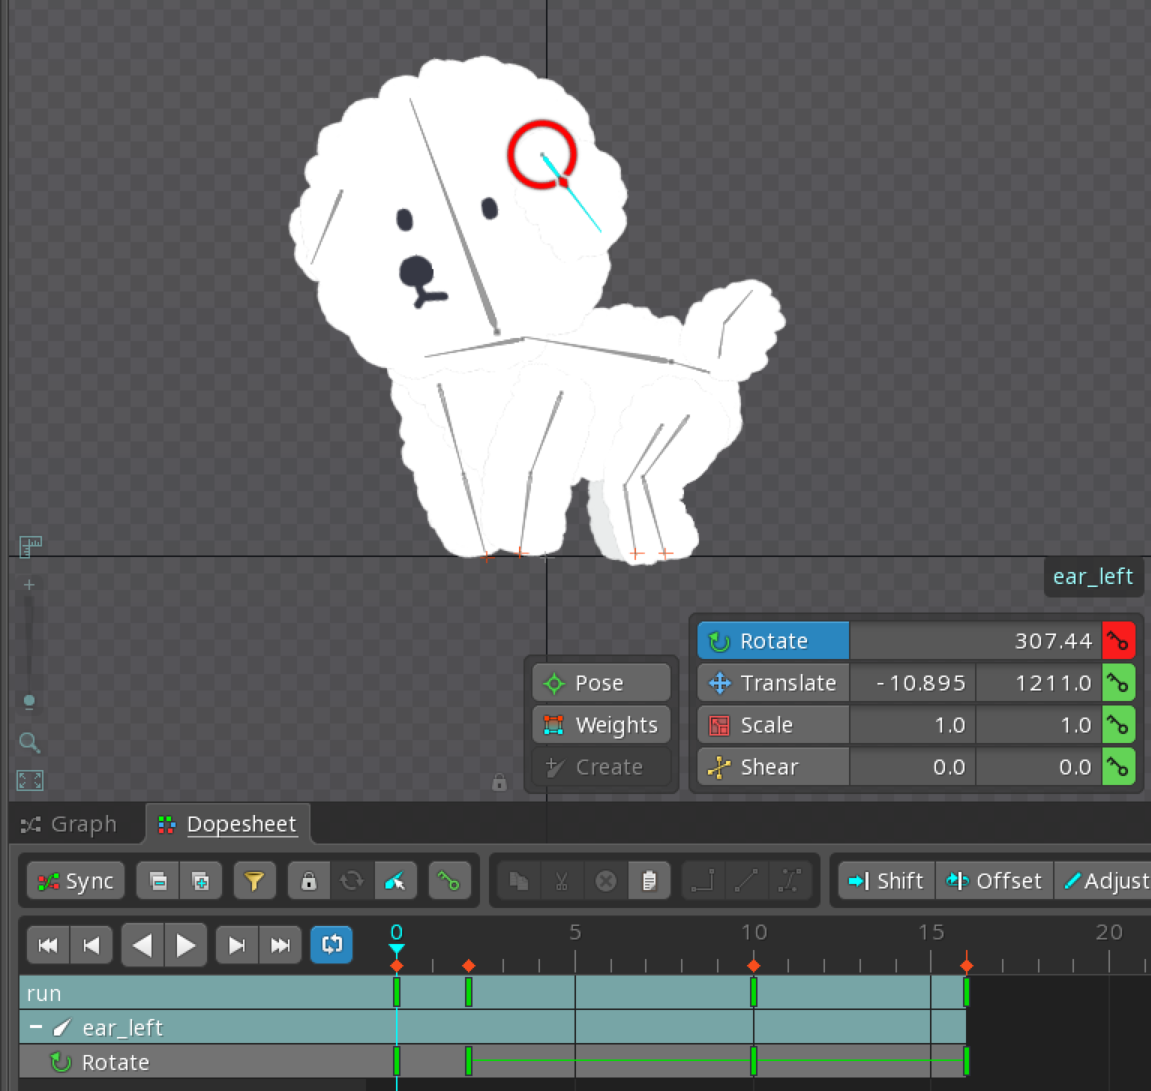 ear_left
Rotate 307.44
Pose Translate -10.895 1211.0
Weights Scale 1.0 1.0
Create Shear 0.0 0.0
Graph Dopesheet
Sync Shift Offset Adjust
0 5 10 15 20
run
ear_left
Rotate